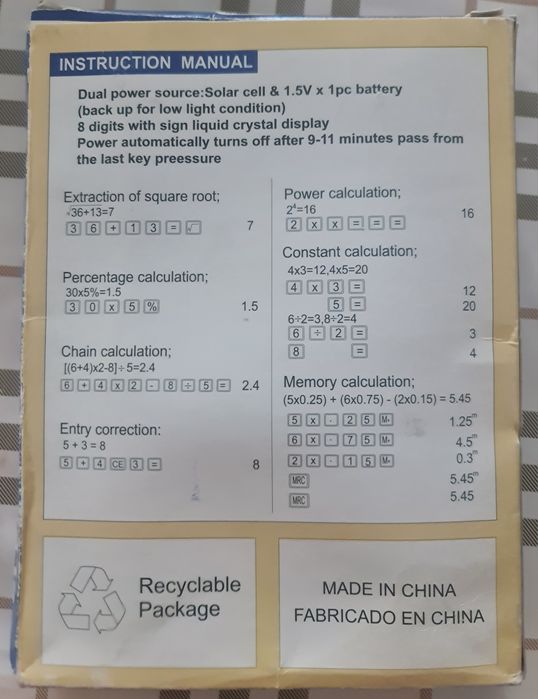 INSTRUCTION MANUAL
Dual power source:Solar cell & 1.5V x 1pc battery
(back up for low light condition)
8 digits with sign liquid crystal display
Power automatically turns off after 9-11 minutes pass from
the last key preessure
Extraction of square root;
√36+13=7
3 6 + 1 3 = √ 7
Percentage calculation;
30x5%=1.5
3 0 x 5 % 1.5
Chain calculation;
[(6+4)x2-8]÷5=2.4
6 + 4 x 2 - 8 ÷ 5 = 2.4
Entry correction:
5 + 3 = 8
5 + 4 CE 3 = 8
Power calculation;
2⁴=16
2 x x = = = 16
Constant calculation;
4x3=12,4x5=20
4 x 3 = 12
5 = 20
6÷2=3,8÷2=4
6 ÷ 2 = 3
8 = 4
Memory calculation;
(5x0.25) + (6x0.75) - (2x0.15) = 5.45
5 x · 2 5 M+ 1.25ᵐ
6 x · 7 5 M+ 4.5ᵐ
2 x · 1 5 M- 0.3ᵐ
MRC 5.45ᵐ
MRC 5.45
Recyclable
Package
MADE IN CHINA
FABRICADO EN CHINA